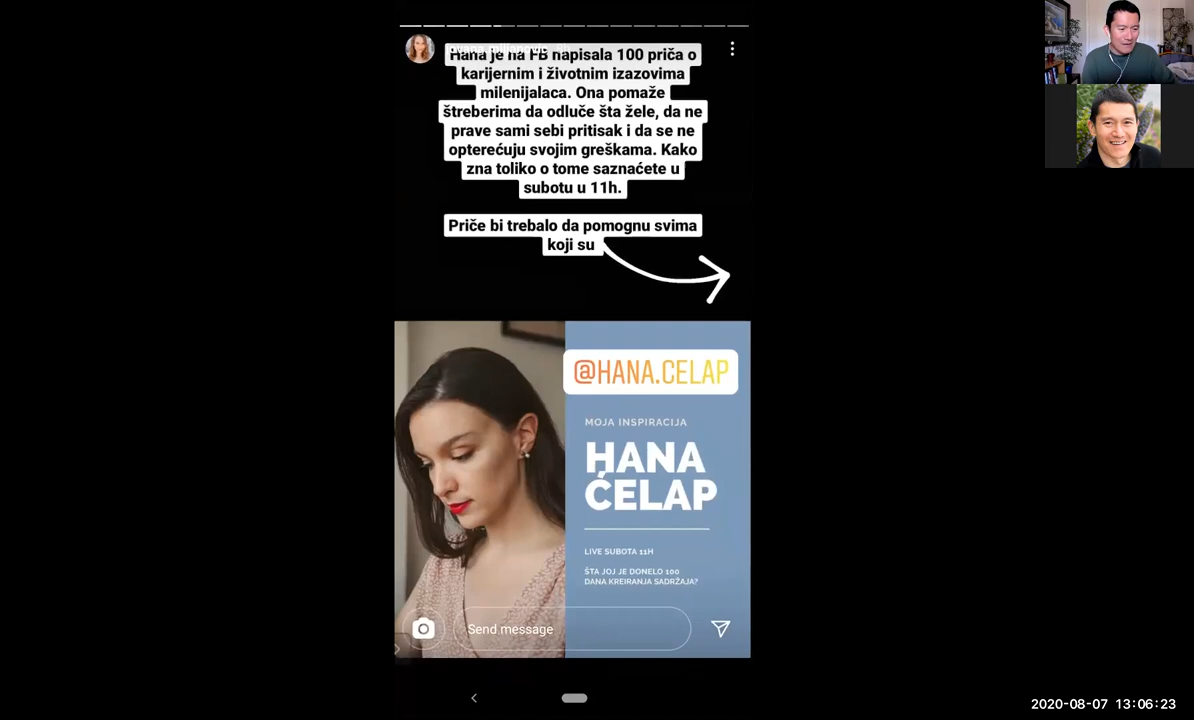 Hana je na FB napisala 100 priča o
karijernim i životnim izazovima
milenijalaca. Ona pomaže
štreberima da odluče šta žele, da ne
prave sami sebi pritisak i da se ne
opterećuju svojim greškama. Kako
zna toliko o tome saznaćete u
subotu u 11h.
Priče bi trebalo da pomognu svima
koji su
@HANA.CELAP
MOJA INSPIRACIJA
HANA
ĆELAP
LIVE SUBOTA 11H
ŠTA JOJ JE DONELO 100
DANA KREIRANJA SADRŽAJA?
Send message
2020-08-07 13:06:23